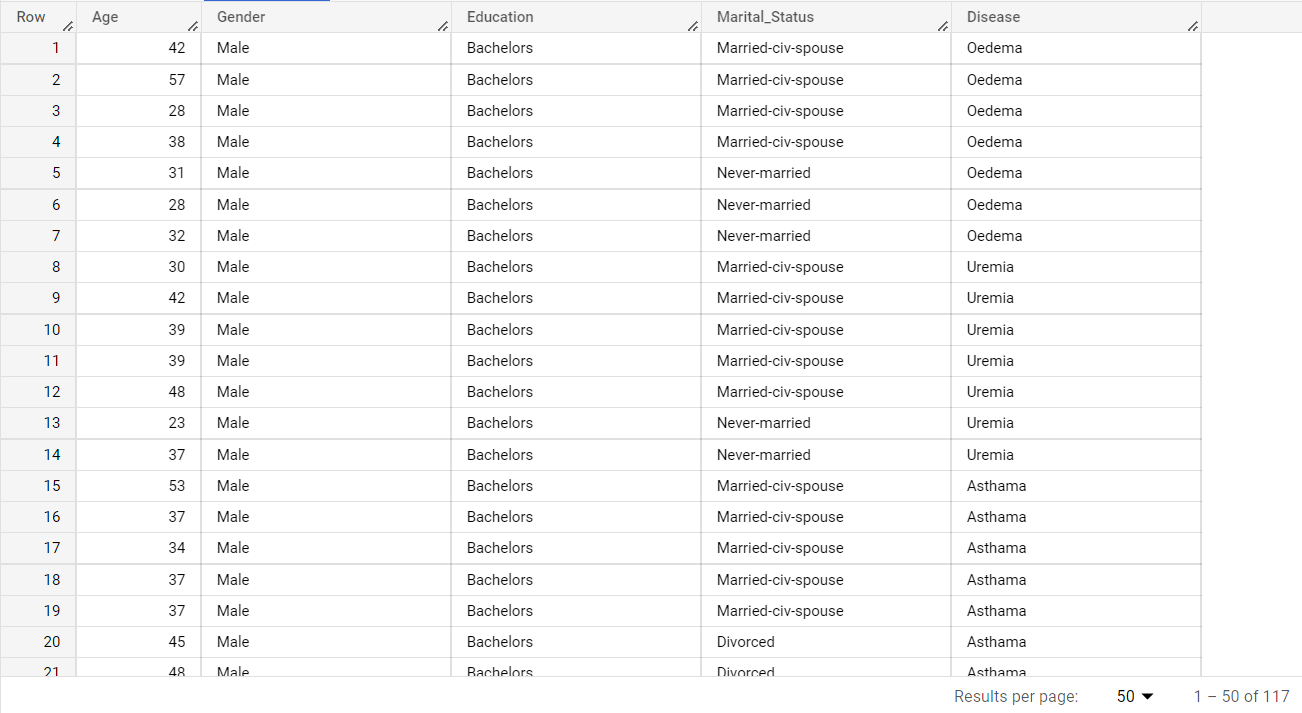 Row Age Gender Education Marital_Status Disease
1 42 Male Bachelors Married-civ-spouse Oedema
2 57 Male Bachelors Married-civ-spouse Oedema
3 28 Male Bachelors Married-civ-spouse Oedema
4 38 Male Bachelors Married-civ-spouse Oedema
5 31 Male Bachelors Never-married Oedema
6 28 Male Bachelors Never-married Oedema
7 32 Male Bachelors Never-married Oedema
8 30 Male Bachelors Married-civ-spouse Uremia
9 42 Male Bachelors Married-civ-spouse Uremia
10 39 Male Bachelors Married-civ-spouse Uremia
11 39 Male Bachelors Married-civ-spouse Uremia
12 48 Male Bachelors Married-civ-spouse Uremia
13 23 Male Bachelors Never-married Uremia
14 37 Male Bachelors Never-married Uremia
15 53 Male Bachelors Married-civ-spouse Asthama
16 37 Male Bachelors Married-civ-spouse Asthama
17 34 Male Bachelors Married-civ-spouse Asthama
18 37 Male Bachelors Married-civ-spouse Asthama
19 37 Male Bachelors Married-civ-spouse Asthama
20 45 Male Bachelors Divorced Asthama
21 48 Male Bachelors Divorced Asthama
Results per page: 50 1 – 50 of 117